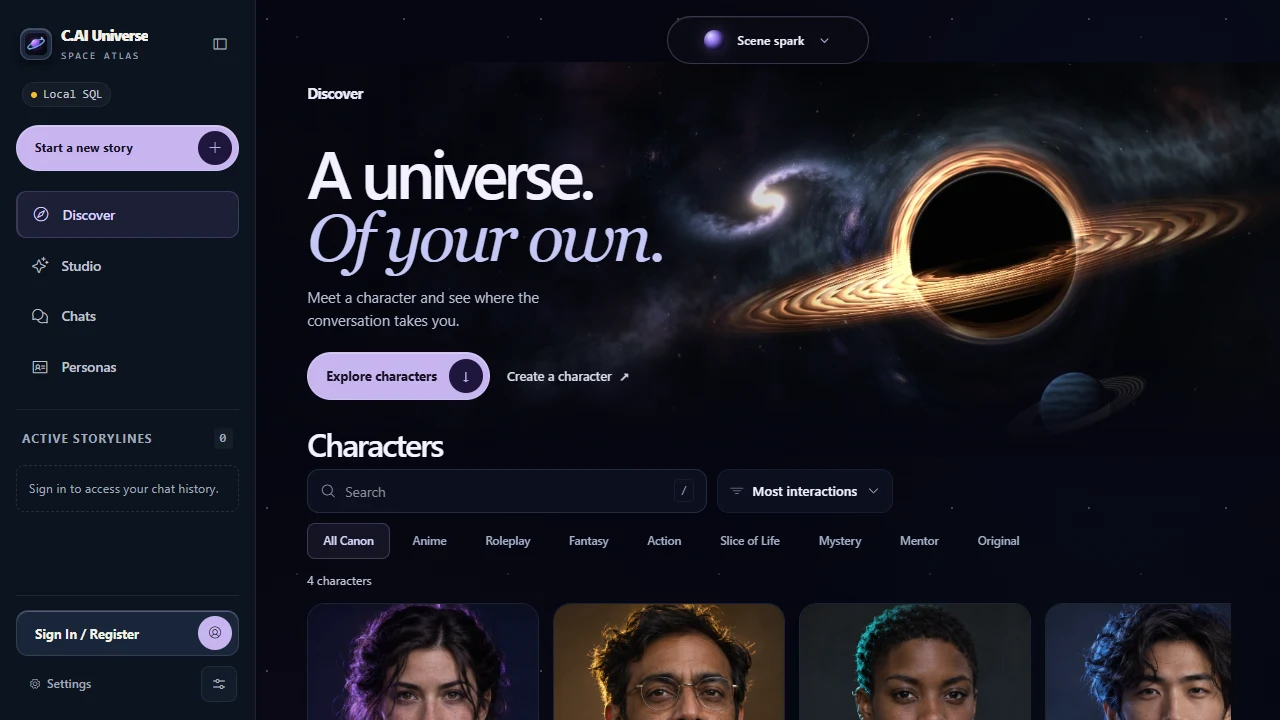 C.AI Universe
SPACE ATLAS
Local SQL
Start a new story
Discover
Studio
Chats
Personas
ACTIVE STORYLINES 0
Sign in to access your chat history.
Sign In / Register
Settings
Scene spark
Discover
A universe.
Of your own.
Meet a character and see where the
conversation takes you.
Explore characters
Create a character
Characters
Search /
Most interactions
All Canon Anime Roleplay Fantasy Action Slice of Life Mystery Mentor Original
4 characters